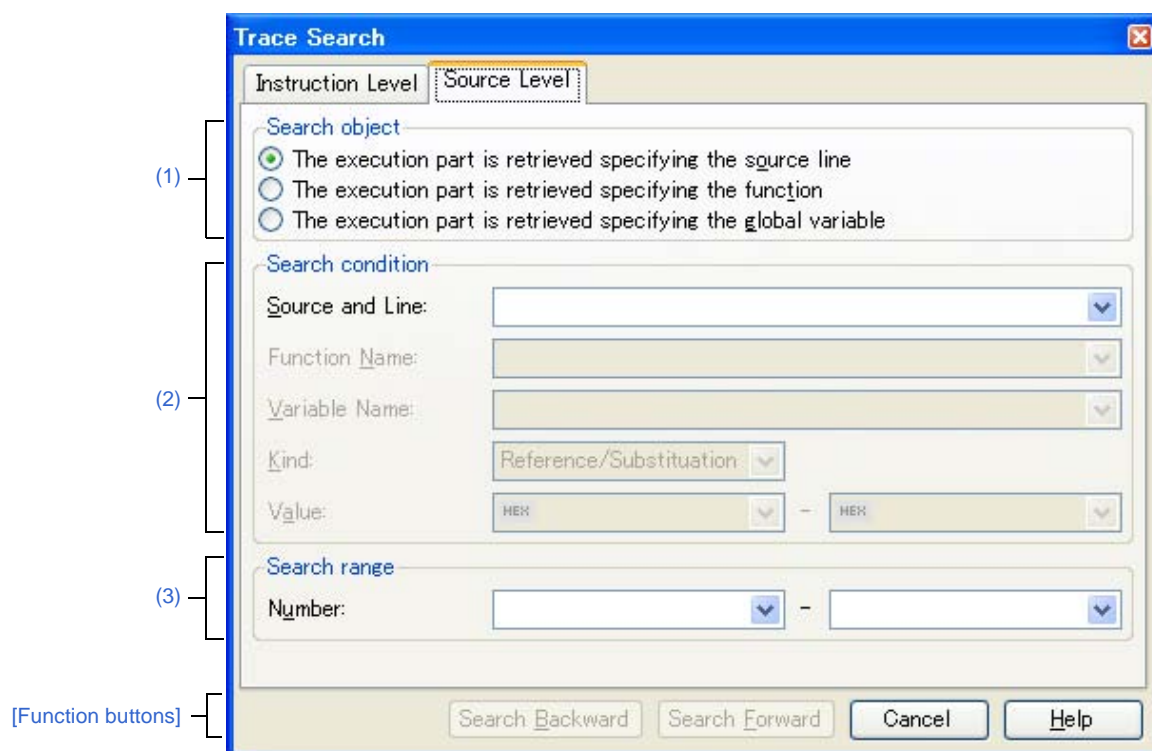 Trace Search
Instruction Level Source Level
(1)
Search object
The execution part is retrieved specifying the source line
The execution part is retrieved specifying the function
The execution part is retrieved specifying the global variable
(2)
Search condition
Source and Line:
Function Name:
Variable Name:
Kind: Reference/Substituation
Value: HEX - HEX
(3)
Search range
Number: -
[Function buttons]
Search Backward Search Forward Cancel Help